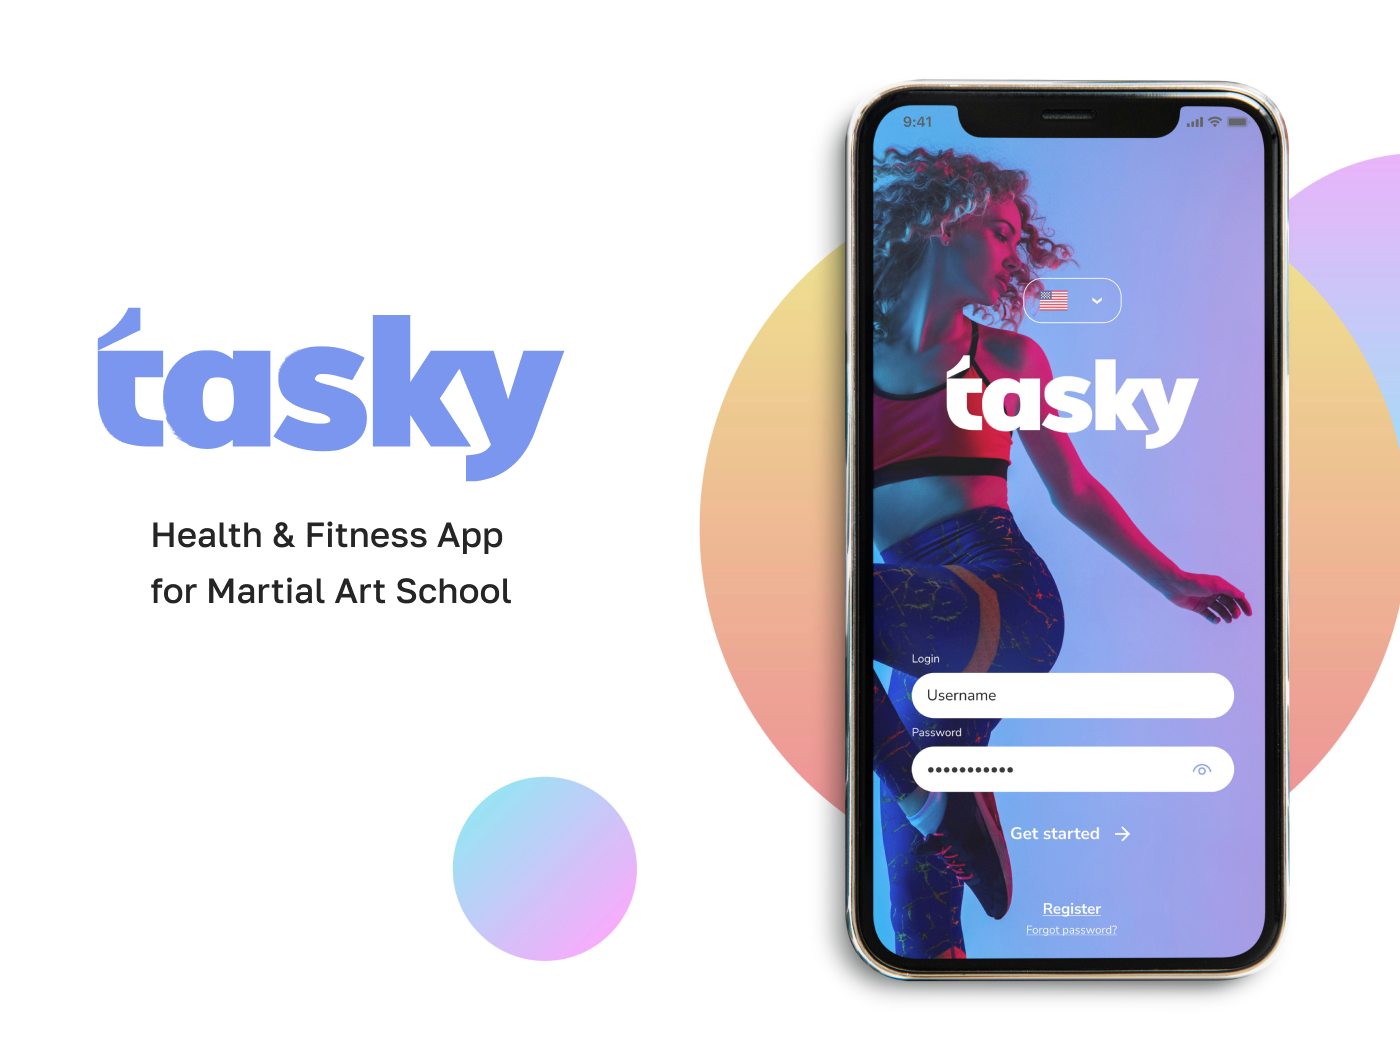 tasky
Health & Fitness App
for Martial Art School
9:41
tasky
Login
Username
Password
•••••••••••
Get started →
Register
Forgot password?